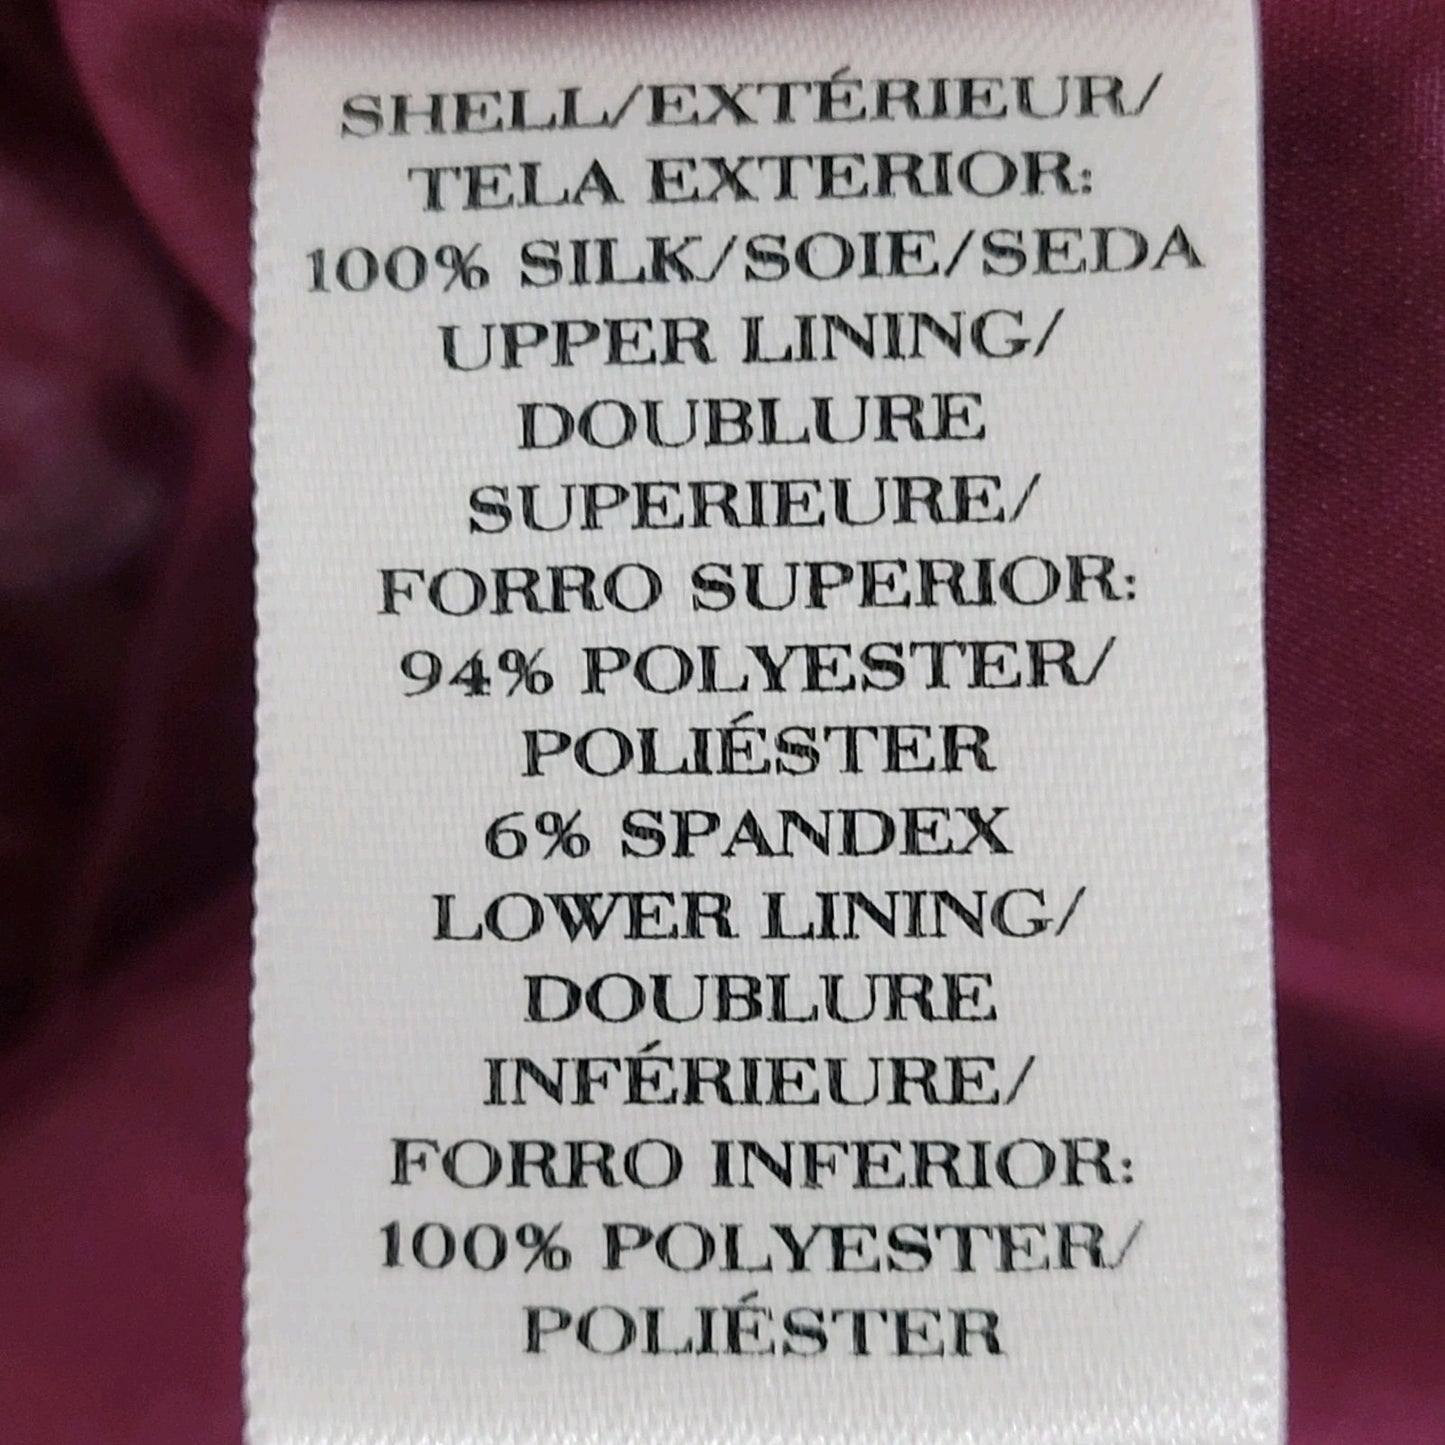 SHELL/EXTÉRIEUR/
TELA EXTERIOR:
100% SILK/SOIE/SEDA
UPPER LINING/
DOUBLURE
SUPERIEURE/
FORRO SUPERIOR:
94% POLYESTER/
POLIÉSTER
6% SPANDEX
LOWER LINING/
DOUBLURE
INFÉRIEURE/
FORRO INFERIOR:
100% POLYESTER/
POLIÉSTER